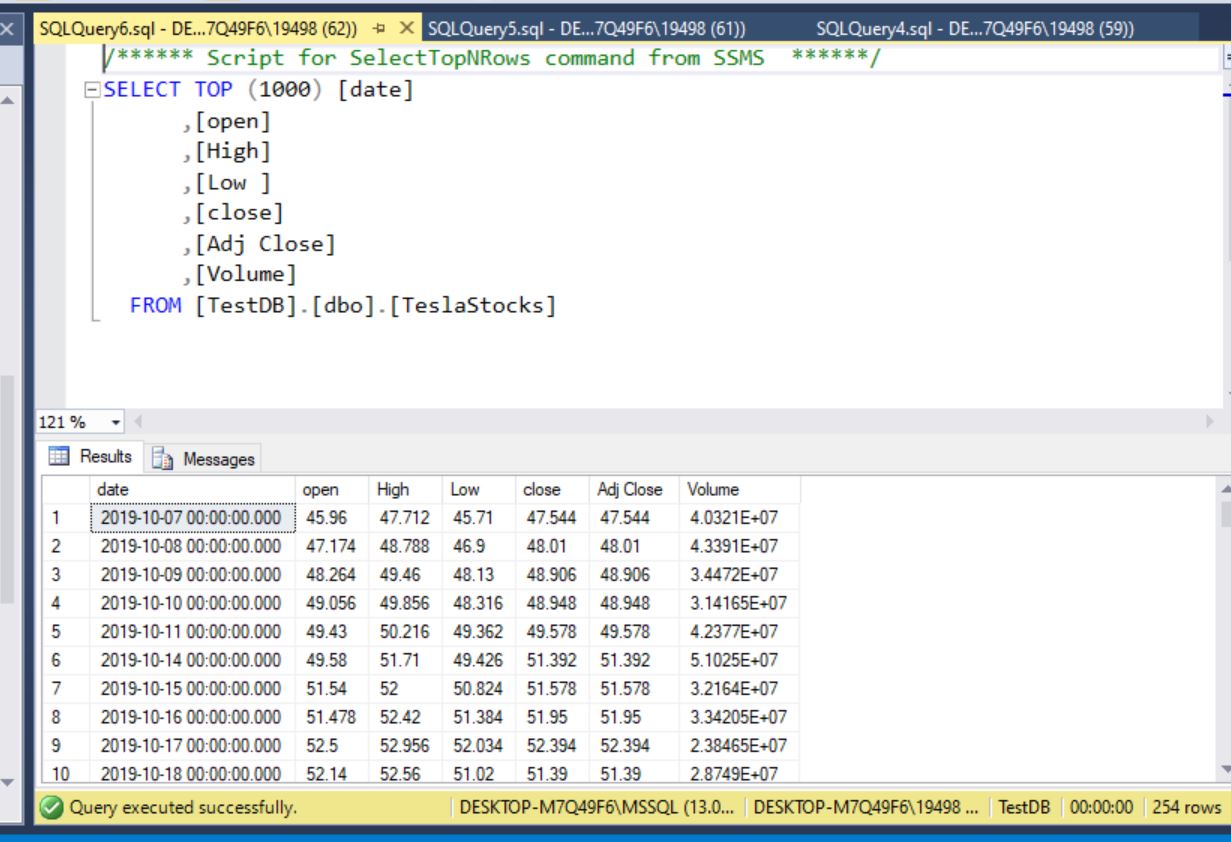 SQLQuery6.sql - DE...7Q49F6\19498 (62)) SQLQuery5.sql - DE...7Q49F6\19498 (61)) SQLQuery4.sql - DE...7Q49F6\19498 (59))
/****** Script for SelectTopNRows command from SSMS ******/
SELECT TOP (1000) [date]
,[open]
,[High]
,[Low ]
,[close]
,[Adj Close]
,[Volume]
FROM [TestDB].[dbo].[TeslaStocks]
121 %
Results Messages
date open High Low close Adj Close Volume
1 2019-10-07 00:00:00.000 45.96 47.712 45.71 47.544 47.544 4.0321E+07
2 2019-10-08 00:00:00.000 47.174 48.788 46.9 48.01 48.01 4.3391E+07
3 2019-10-09 00:00:00.000 48.264 49.46 48.13 48.906 48.906 3.4472E+07
4 2019-10-10 00:00:00.000 49.056 49.856 48.316 48.948 48.948 3.14165E+07
5 2019-10-11 00:00:00.000 49.43 50.216 49.362 49.578 49.578 4.2377E+07
6 2019-10-14 00:00:00.000 49.58 51.71 49.426 51.392 51.392 5.1025E+07
7 2019-10-15 00:00:00.000 51.54 52 50.824 51.578 51.578 3.2164E+07
8 2019-10-16 00:00:00.000 51.478 52.42 51.384 51.95 51.95 3.34205E+07
9 2019-10-17 00:00:00.000 52.5 52.956 52.034 52.394 52.394 2.38465E+07
10 2019-10-18 00:00:00.000 52.14 52.56 51.02 51.39 51.39 2.8749E+07
Query executed successfully. DESKTOP-M7Q49F6\MSSQL (13.0... DESKTOP-M7Q49F6\19498 ... TestDB 00:00:00 254 rows